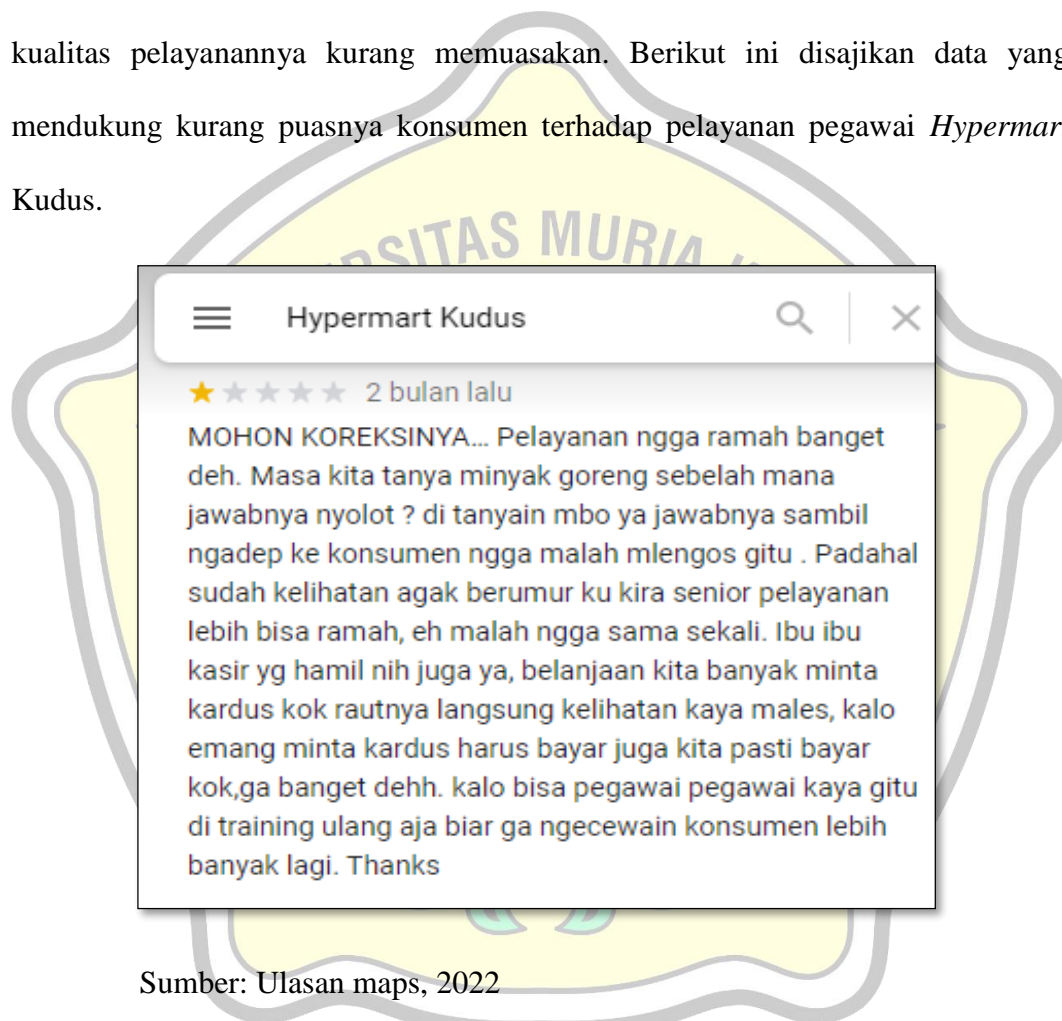 kualitas pelayanannya kurang memuasakan. Berikut ini disajikan data yang
mendukung kurang puasnya konsumen terhadap pelayanan pegawai Hypermar
Kudus.
SITAS MURIA
Hypermart Kudus
2 bulan lalu
MOHON KOREKSINYA... Pelayanan ngga ramah banget
deh. Masa kita tanya minyak goreng sebelah mana
jawabnya nyolot ? di tanyain mbo ya jawabnya sambil
ngadep ke konsumen ngga malah mlengos gitu . Padahal
sudah kelihatan agak berumur ku kira senior pelayanan
lebih bisa ramah, eh malah ngga sama sekali. Ibu ibu
kasir yg hamil nih juga ya, belanjaan kita banyak minta
kardus kok rautnya langsung kelihatan kaya males, kalo
emang minta kardus harus bayar juga kita pasti bayar
kok,ga banget dehh. kalo bisa pegawai pegawai kaya gitu
di training ulang aja biar ga ngecewain konsumen lebih
banyak lagi. Thanks
Sumber: Ulasan maps, 2022